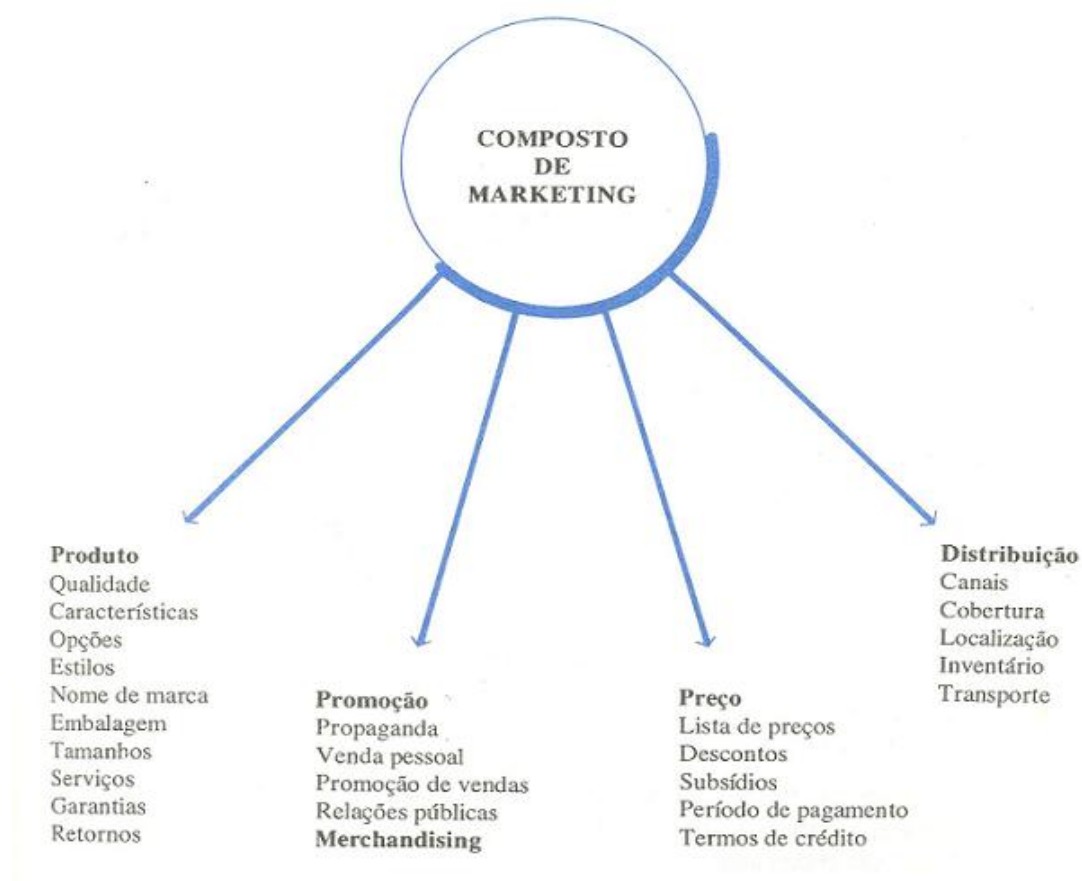 COMPOSTO
DE
MARKETING
Produto
Qualidade
Características
Opções
Estilos
Nome de marca
Embalagem
Tamanhos
Serviços
Garantias
Retornos
Promoção
Propaganda
Venda pessoal
Promoção de vendas
Relações públicas
Merchandising
Preço
Lista de preços
Descontos
Subsídios
Período de pagamento
Termos de crédito
Distribuição
Canais
Cobertura
Localização
Inventário
Transporte